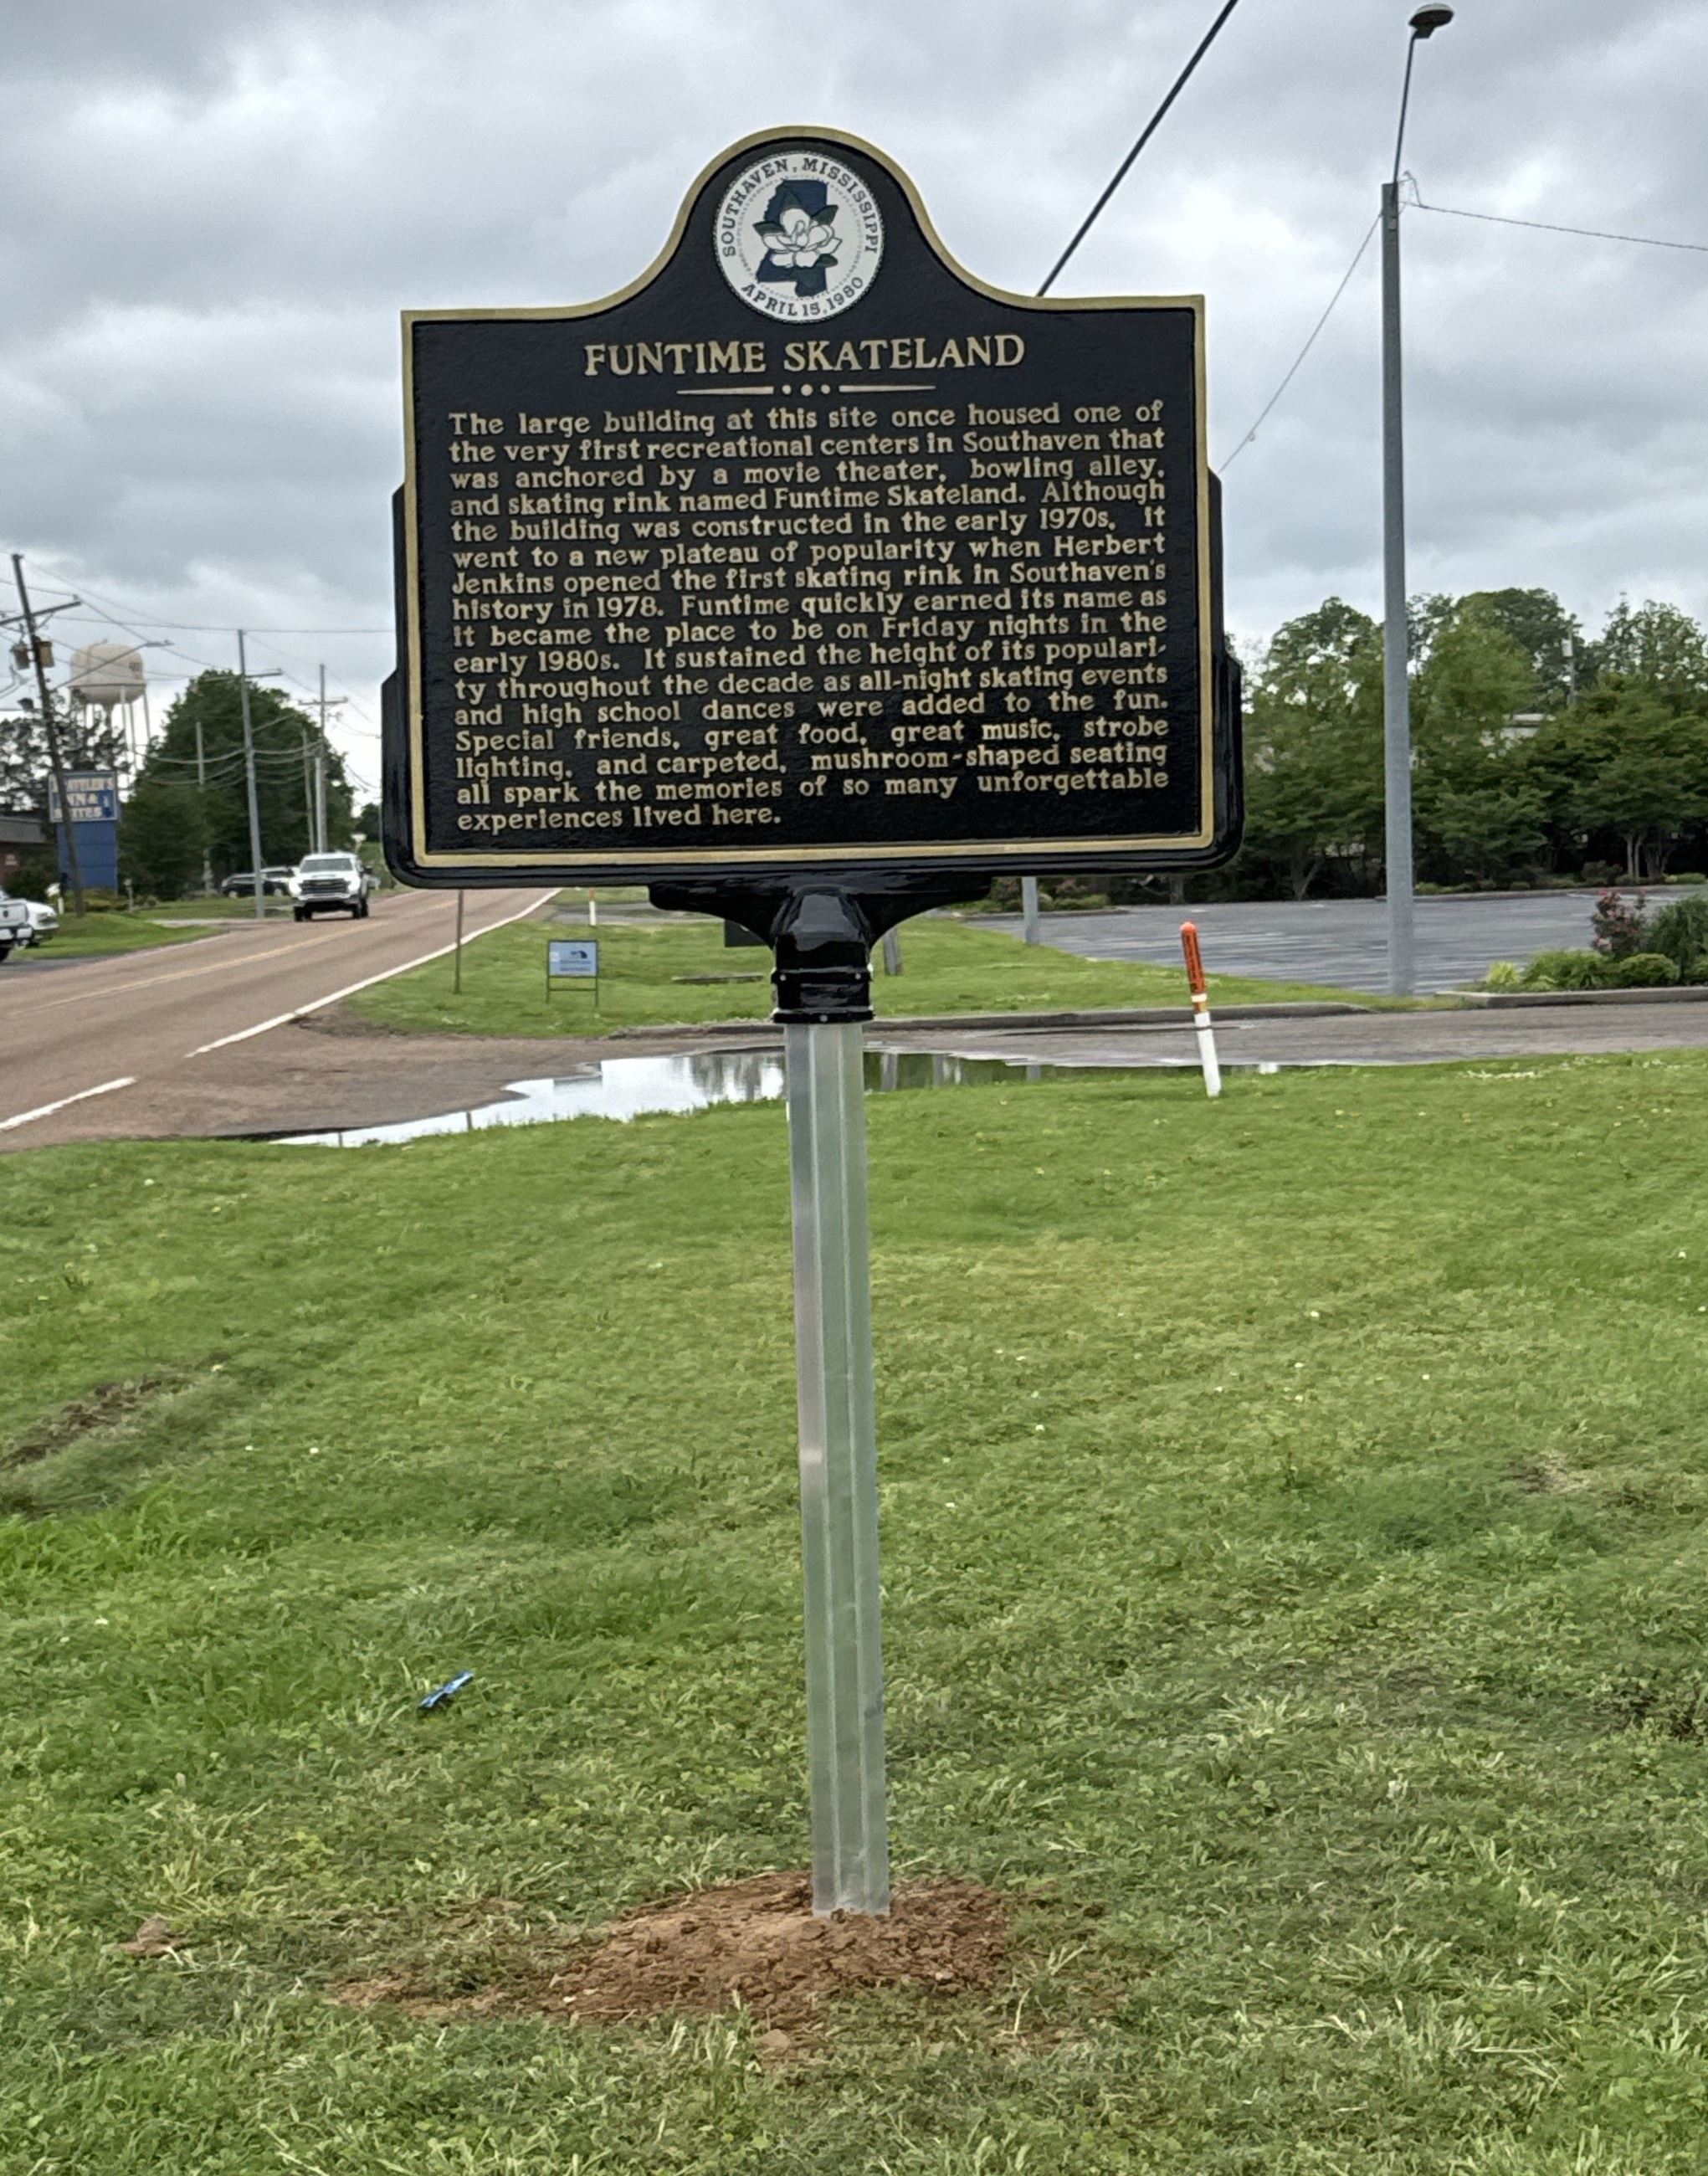 SOUTHAVEN, MISSISSIPPI
APRIL 15, 1980
FUNTIME SKATELAND
The large building at this site once housed one of
the very first recreational centers in Southaven that
was anchored by a movie theater, bowling alley,
and skating rink named Funtime Skateland. Although
the building was constructed in the early 1970s, it
went to a new plateau of popularity when Herbert
Jenkins opened the first skating rink in Southaven's
history in 1978. Funtime quickly earned its name as
it became the place to be on Friday nights in the
early 1980s. It sustained the height of its populari-
ty throughout the decade as all-night skating events
and high school dances were added to the fun.
Special friends, great food, great music, strobe
lighting, and carpeted, mushroom-shaped seating
all spark the memories of so many unforgettable
experiences lived here.
TRAVELER'S
INN &
SUITES